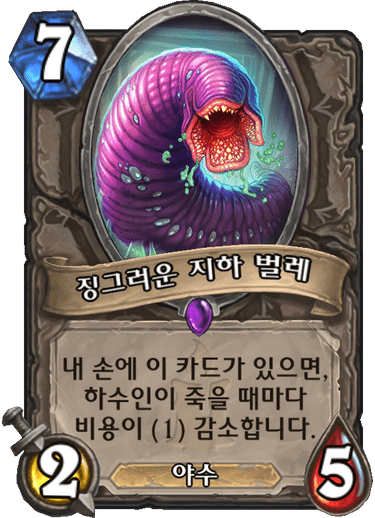 7
징그러운 지하 벌레
내 손에 이 카드가 있으면,
하수인이 죽을 때마다
비용이 (1) 감소합니다.
2
야수
5